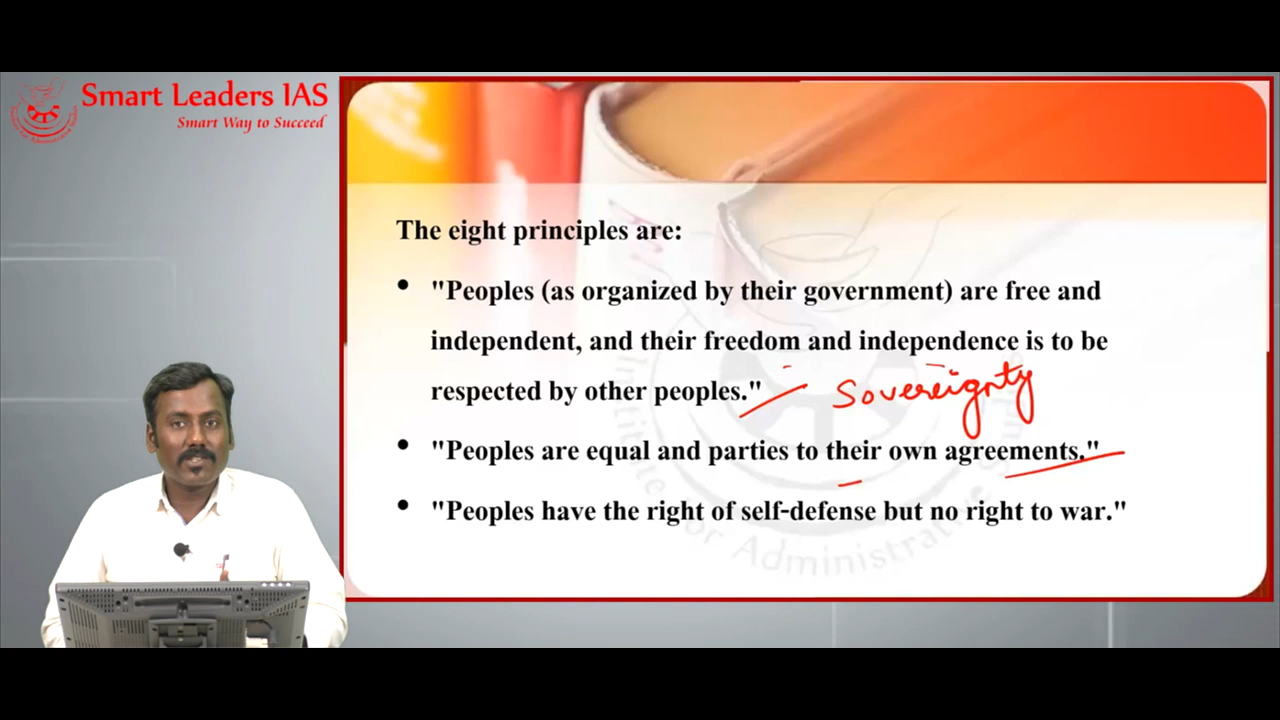 Smart Leaders IAS
Smart Way to Succeed
The eight principles are:
• "Peoples (as organized by their government) are free and
independent, and their freedom and independence is to be
respected by other peoples."
Sovereignty
• "Peoples are equal and parties to their own agreements."
• "Peoples have the right of self-defense but no right to war."